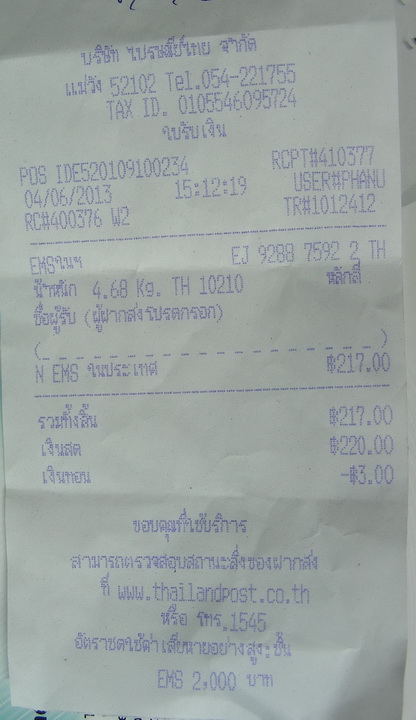 บริษัท ไปรษณีย์ไทย จำกัด
แม่วัง 52102 Tel.054-221755
TAX ID. 0105546095724
ใบรับเงิน
POS IDE520109100234 RCPT#410377
04/06/2013 15:12:19 USER#PHANU
RC#400376 W2 TR#1012412
EMSในฯ EJ 9288 7592 2 TH
น้ำหนัก 4.68 Kg. TH 10210 หลักสี่
ชื่อผู้รับ (ผู้ฝากส่งโปรดกรอก)
(_ _ _ _ _ _ _ _ _ _ _ _ _ _ _ _ _ _)
N EMS ในประเทศ ฿217.00
รวมทั้งสิ้น ฿217.00
เงินสด ฿220.00
เงินทอน -฿3.00
ขอบคุณที่ใช้บริการ
สามารถตรวจสอบสถานะสิ่งของฝากส่ง
ที่ www.thailandpost.co.th
หรือ โทร.1545
อัตราชดใช้ค่าเสียหายอย่างสูง:ชิ้น
EMS 2,000 บาท